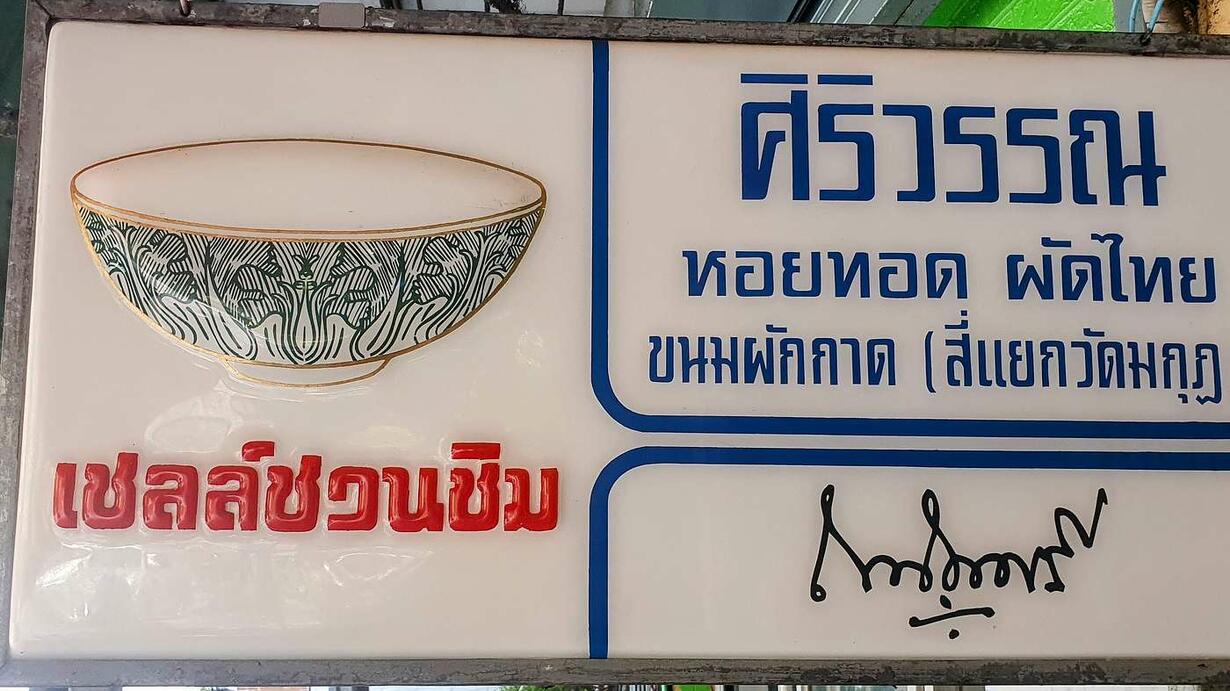 ศิริวรรณ
หอยทอด ผัดไทย
ขนมผักกาด (สี่แยกวัดมกุฏ
เชลล์ชวนชิม